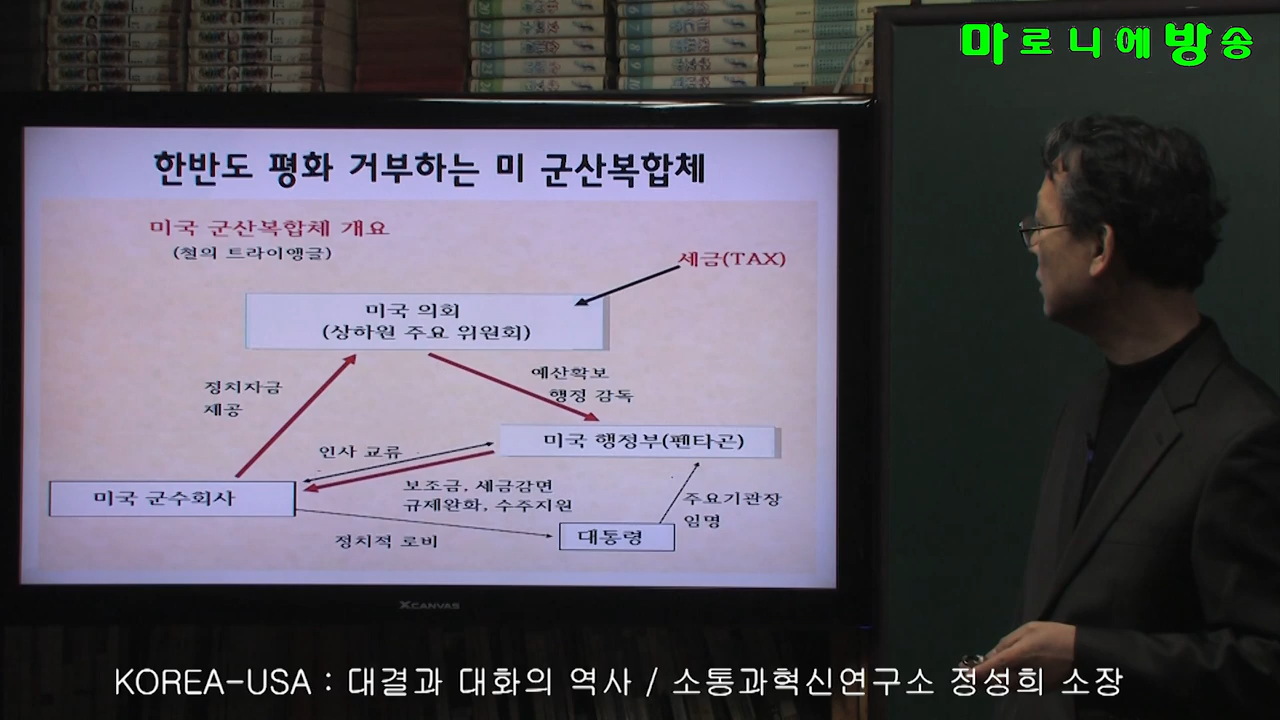 마로니에방송
한반도 평화 거부하는 미 군산복합체
미국 군산복합체 개요
(철의 트라이앵글)
세금(TAX)
미국 의회
(상하원 주요 위원회)
정치자금
제공
예산확보
행정 감독
미국 행정부(펜타곤)
인사 교류
보조금, 세금감면
규제완화, 수주지원
미국 군수회사
주요기관장
임명
대통령
정치적 로비
XCANVAS
KOREA-USA : 대결과 대화의 역사 / 소통과혁신연구소 정성희 소장